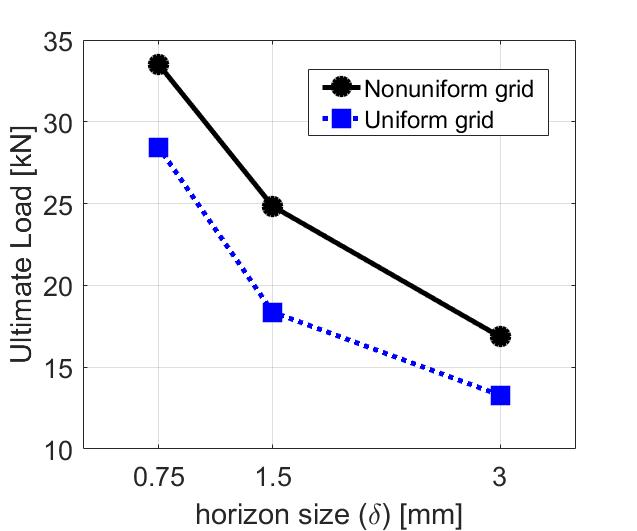 35
30
25
20
15
10
Ultimate Load [kN]
Nonuniform grid
Uniform grid
0.75 1.5 3
horizon size (δ) [mm]